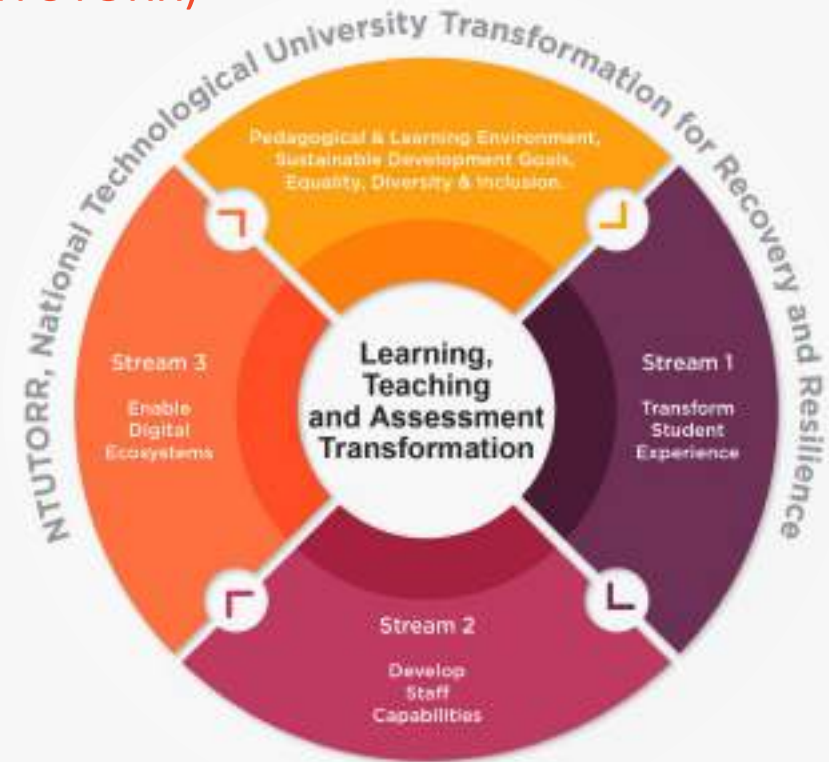 NTUTORR, National Technological University Transformation for Recovery and Resilience
Pedagogical & Learning Environment,
Sustainable Development Goals,
Equality, Diversity & Inclusion.
Stream 3
Enable
Digital
Ecosystems
Learning,
Teaching
and Assessment
Transformation
Stream 1
Transform
Student
Experience
Stream 2
Develop
Staff
Capabilities